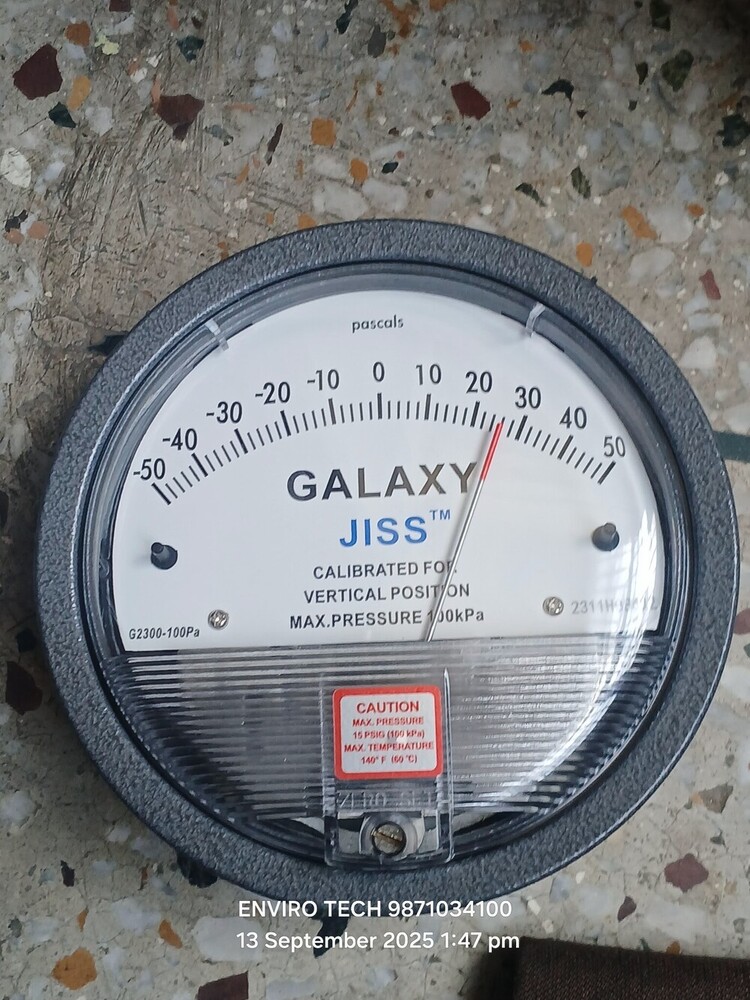 pascals
-50 -40 -30 -20 -10 0 10 20 30 40 50
GALAXY
JISS™
CALIBRATED FOR
VERTICAL POSITION
MAX.PRESSURE 100kPa
G2300-100Pa
CAUTION
MAX. PRESSURE
15 PSIG (100 kPa)
MAX. TEMPERATURE
140° F (60 °C)
ZERO SET
ENVIRO TECH 9871034100
13 September 2025 1:47 pm